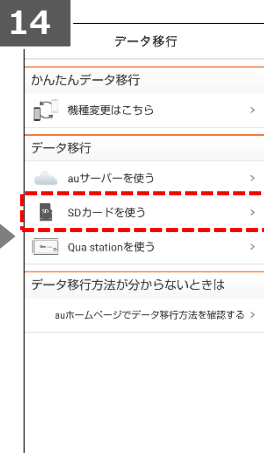 14
データ移行
かんたんデータ移行
機種変更はこちら
データ移行
auサーバーを使う
SDカードを使う
Qua stationを使う
データ移行方法が分からないときは
auホームページでデータ移行方法を確認する